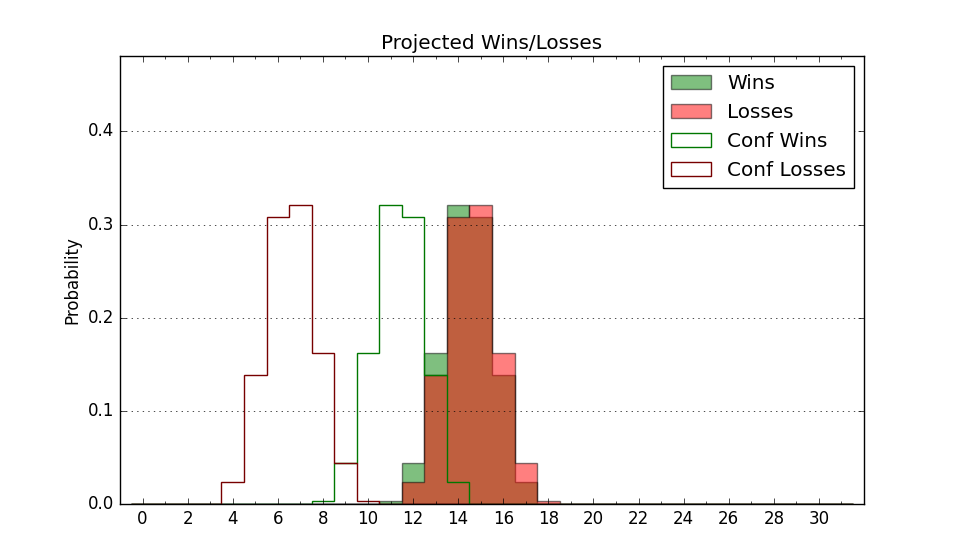 Projected Wins/Losses
Wins
Losses
Conf Wins
Conf Losses
Probability
0.4
0.3
0.2
0.1
0.0
0 2 4 6 8 10 12 14 16 18 20 22 24 26 28 30